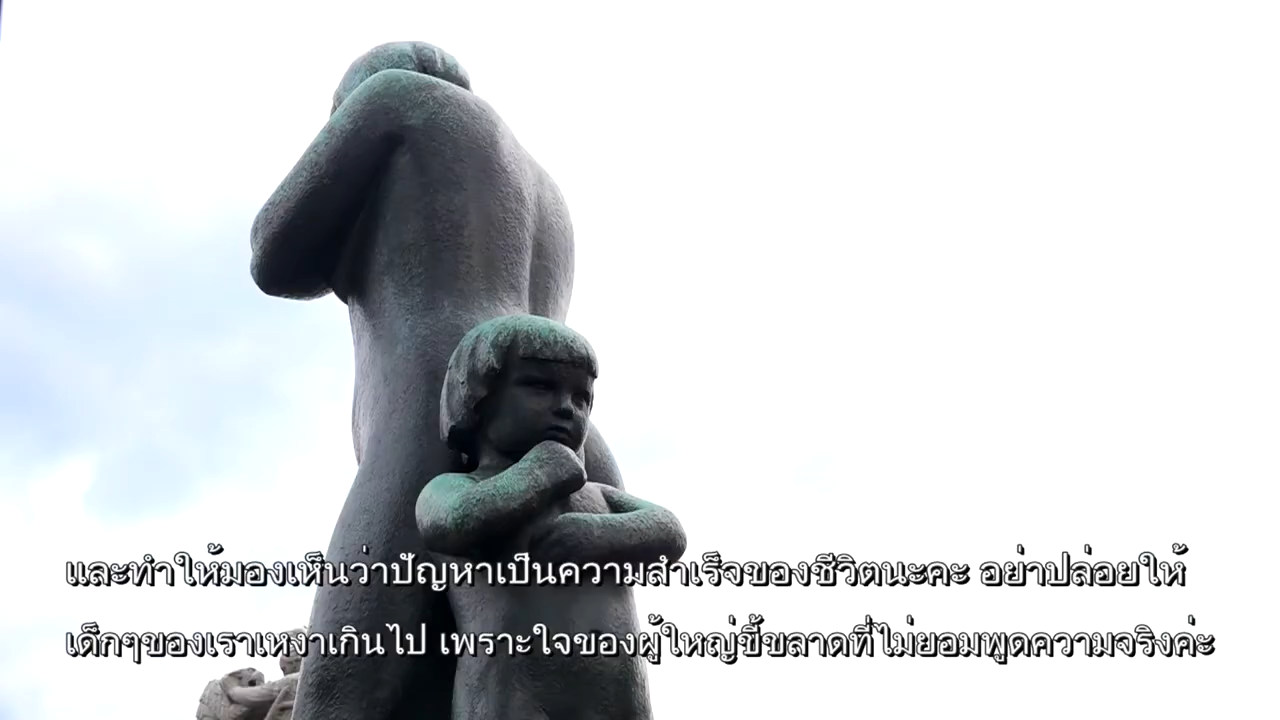 และทำให้มองเห็นว่าปัญหาเป็นความสำเร็จของชีวิตนะคะ อย่าปล่อยให้
เด็กๆของเราเหงาเกินไป เพราะใจของผู้ใหญ่ขี้ขลาดที่ไม่ยอมพูดความจริงค่ะ